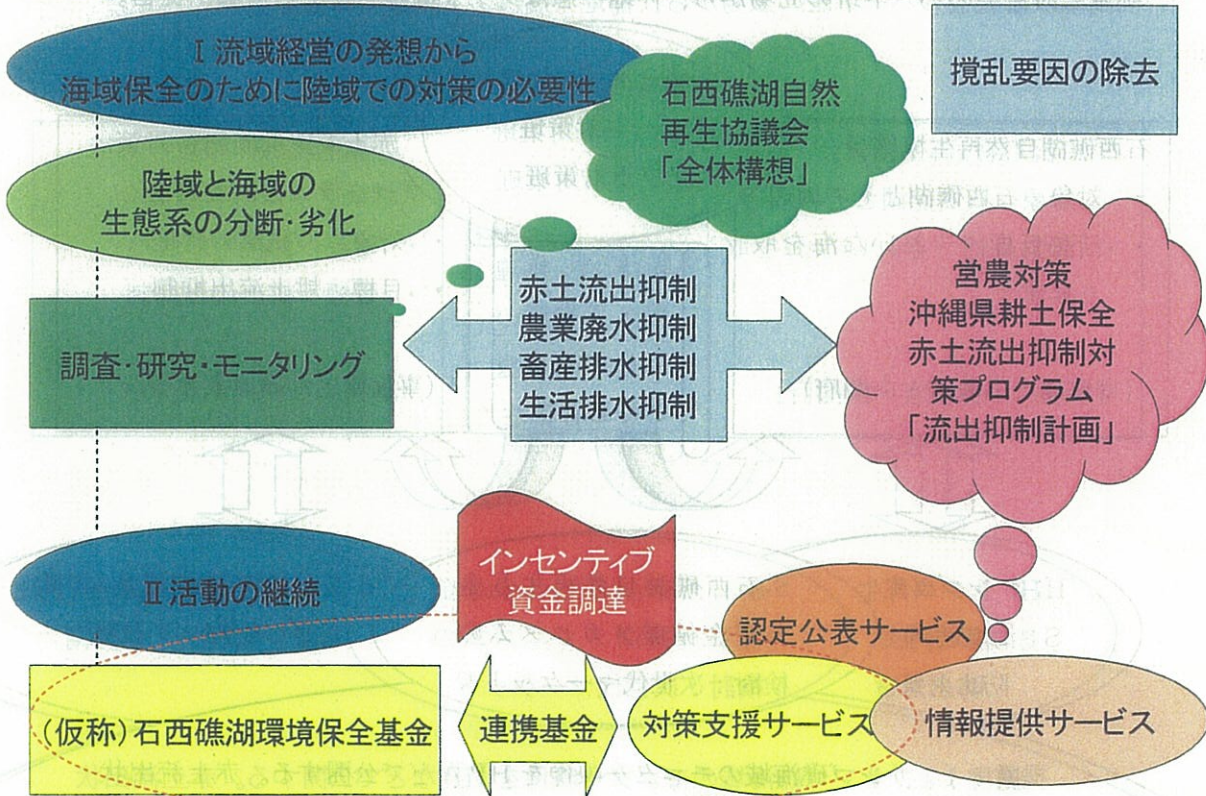 I 流域経営の発想から
海域保全のために陸域での対策の必要性
石西礁湖自然
再生協議会
「全体構想」
撹乱要因の除去
陸域と海域の
生態系の分断・劣化
調査・研究・モニタリング
赤土流出抑制
農業廃水抑制
畜産排水抑制
生活排水抑制
営農対策
沖縄県耕土保全
赤土流出抑制対
策プログラム
「流出抑制計画」
II 活動の継続
インセンティブ
資金調達
認定公表サービス
(仮称)石西礁湖環境保全基金
連携基金
対策支援サービス
情報提供サービス